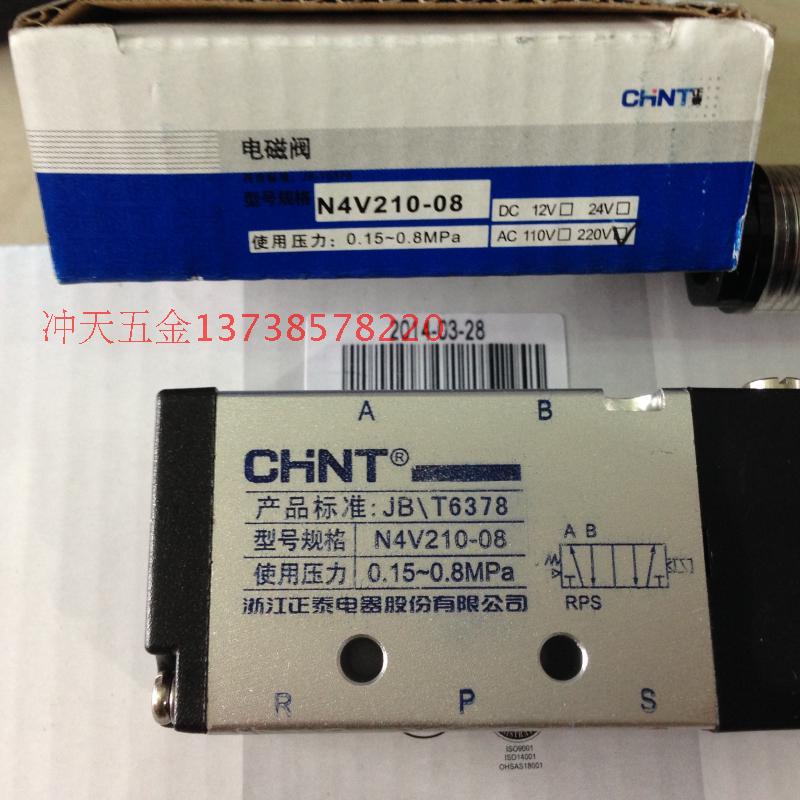 CHNT
电磁阀
型号规格 N4V210-08
DC 12V□ 24V□
使用压力: 0.15~0.8MPa
AC 110V□ 220V☑
冲天五金13738578220
2014-03-28
A B
CHNT®
产品标准:JB\T6378
型号规格 N4V210-08
使用压力 0.15~0.8MPa
浙江正泰电器股份有限公司
A B
RPS
R P S
ISO9001
ISO14001
OHSAS18001